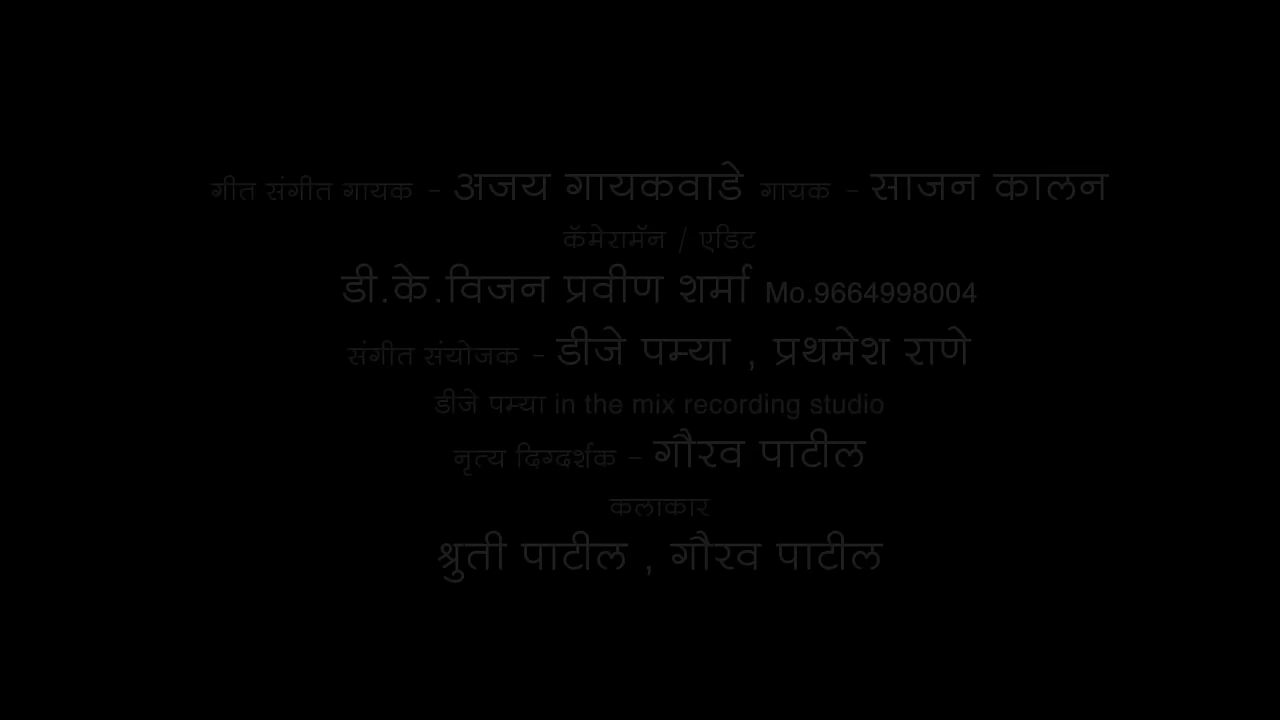 गीत संगीत गायक - अजय गायकवाडे गायक - साजन कालन
कॅमेरामॅन / एडिट
डी.के.विजन प्रवीण शर्मा Mo.9664998004
संगीत संयोजक - डीजे पम्या , प्रथमेश राणे
डीजे पम्या in the mix recording studio
नृत्य दिग्दर्शक - गौरव पाटील
कलाकार
श्रुती पाटील , गौरव पाटील